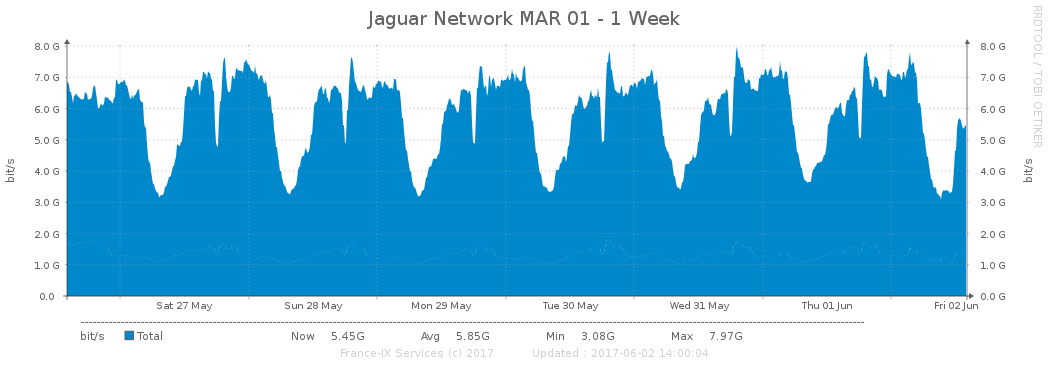 Jaguar Network MAR 01 - 1 Week
RRDTOOL / TOBI OETIKER
8.0 G 8.0 G
7.0 G 7.0 G
6.0 G 6.0 G
5.0 G 5.0 G
4.0 G 4.0 G
3.0 G 3.0 G
2.0 G 2.0 G
1.0 G 1.0 G
0.0 0.0 G
bit/s bit/s
Sat 27 May Sun 28 May Mon 29 May Tue 30 May Wed 31 May Thu 01 Jun Fri 02 Jun
bit/s Total Now 5.45G Avg 5.85G Min 3.08G Max 7.97G
France-IX Services (c) 2017 Updated : 2017-06-02 14:00:04